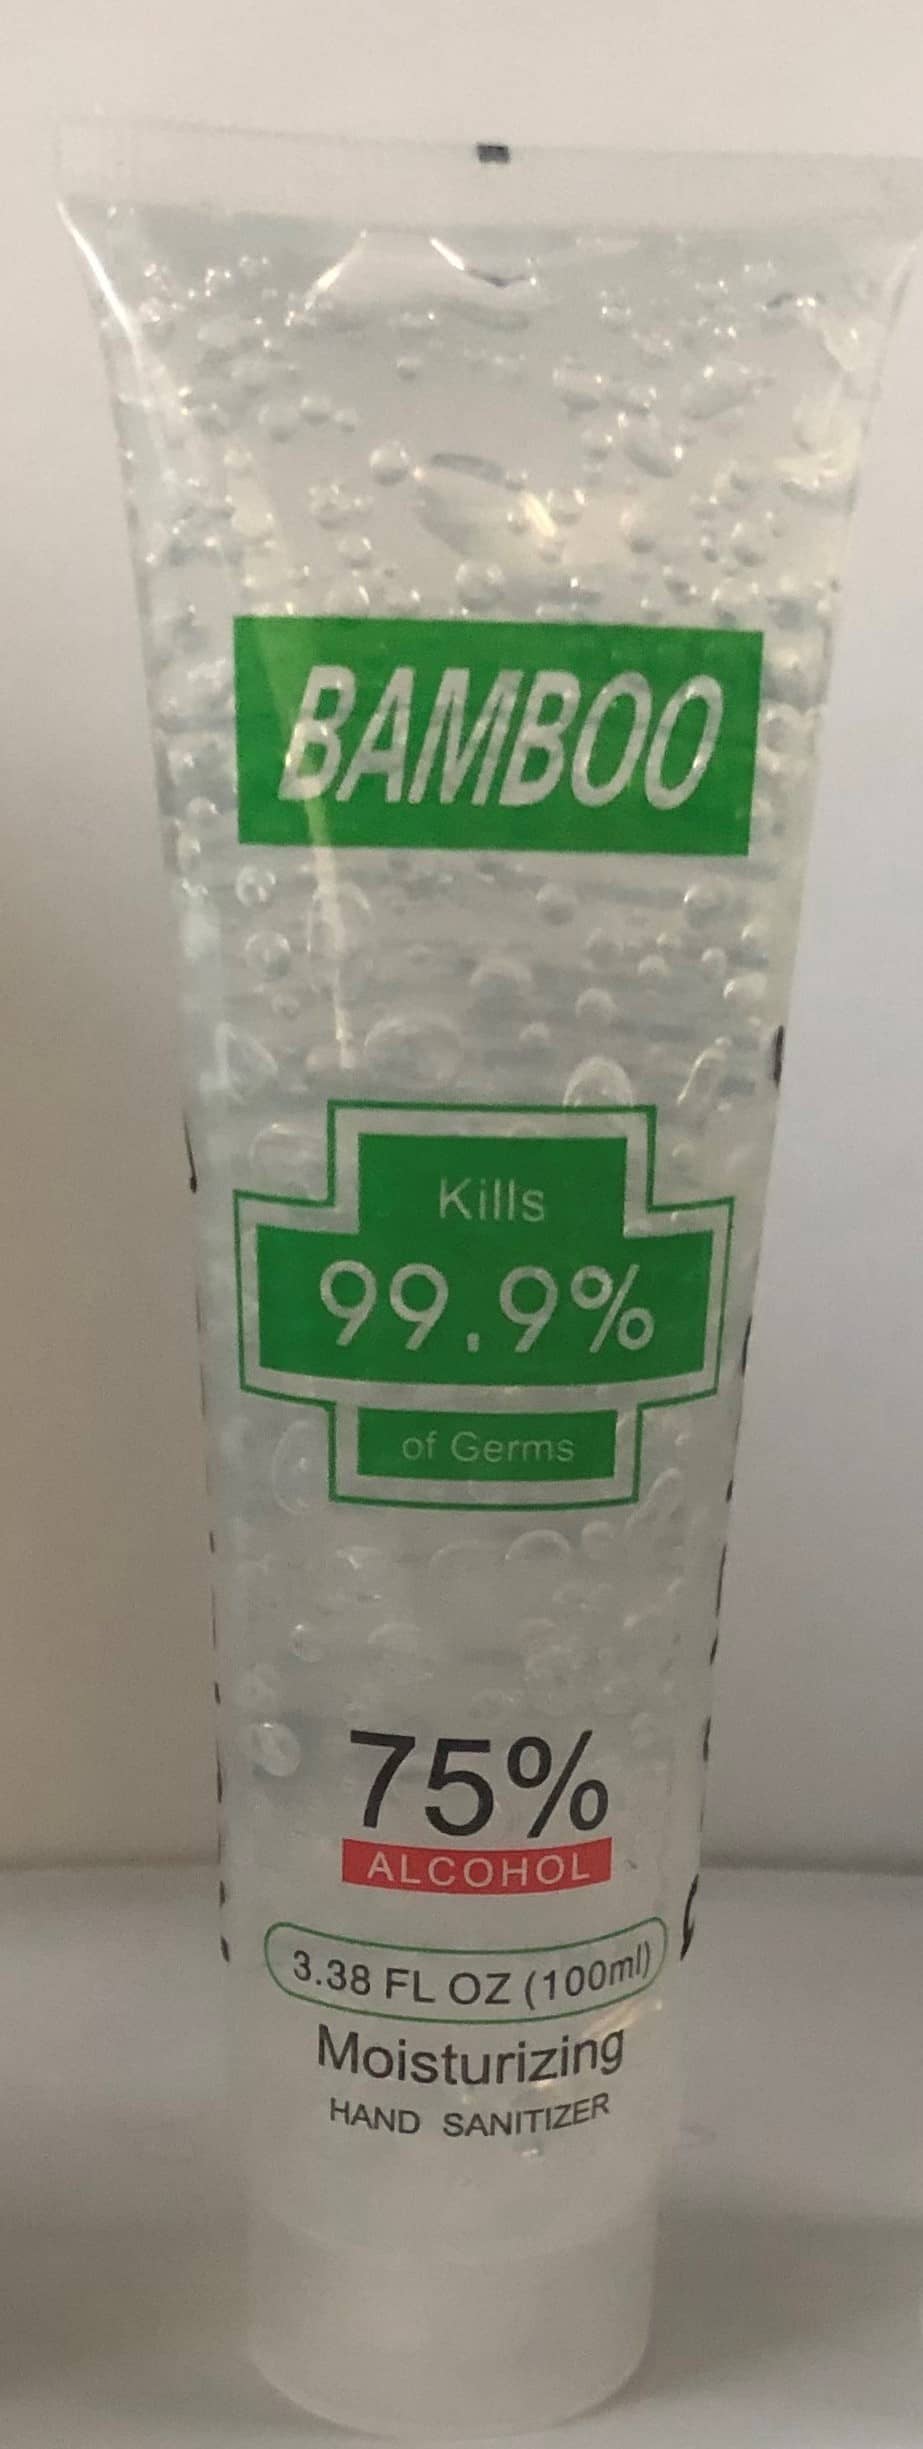 BAMBOO
Kills
99.9%
of Germs
75%
ALCOHOL
3.38 FL OZ (100ml)
Moisturizing
HAND SANITIZER